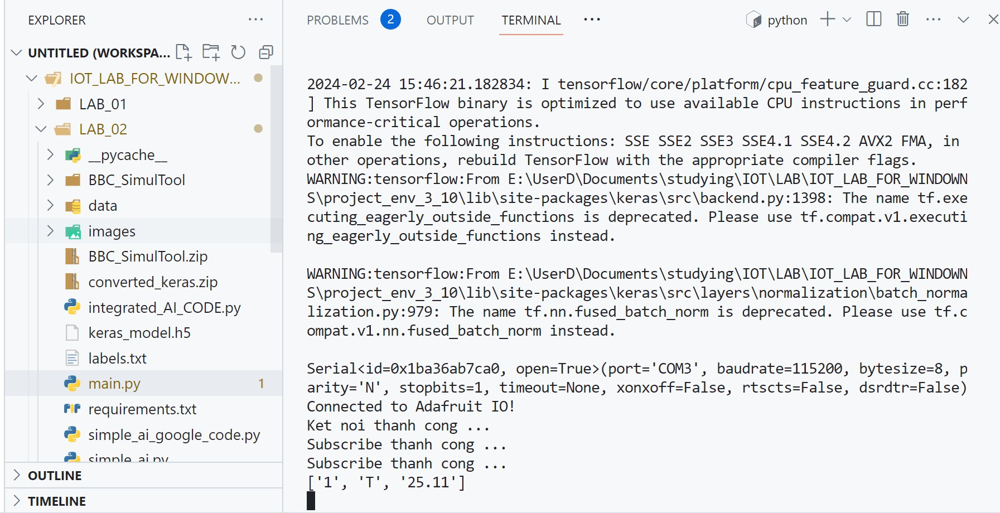 EXPLORER
UNTITLED (WORKSPA...
IOT_LAB_FOR_WINDOW...
LAB_01
LAB_02
__pycache__
BBC_SimulTool
data
images
BBC_SimulTool.zip
converted_keras.zip
integrated_AI_CODE.py
keras_model.h5
labels.txt
main.py 1
requirements.txt
simple_ai_google_code.py
simple_ai.py
OUTLINE
TIMELINE
PROBLEMS 2 OUTPUT TERMINAL ··· python
2024-02-24 15:46:21.182834: I tensorflow/core/platform/cpu_feature_guard.cc:182
] This TensorFlow binary is optimized to use available CPU instructions in perf
ormance-critical operations.
To enable the following instructions: SSE SSE2 SSE3 SSE4.1 SSE4.2 AVX2 FMA, in
other operations, rebuild TensorFlow with the appropriate compiler flags.
WARNING:tensorflow:From E:\UserD\Documents\studying\IOT\LAB\IOT_LAB_FOR_WINDOWN
S\project_env_3_10\lib\site-packages\keras\src\backend.py:1398: The name tf.exe
cuting_eagerly_outside_functions is deprecated. Please use tf.compat.v1.executi
ng_eagerly_outside_functions instead.
WARNING:tensorflow:From E:\UserD\Documents\studying\IOT\LAB\IOT_LAB_FOR_WINDOWN
S\project_env_3_10\lib\site-packages\keras\src\layers\normalization\batch_norma
lization.py:979: The name tf.nn.fused_batch_norm is deprecated. Please use tf.c
ompat.v1.nn.fused_batch_norm instead.
Serial<id=0x1ba36ab7ca0, open=True>(port='COM3', baudrate=115200, bytesize=8, p
arity='N', stopbits=1, timeout=None, xonxoff=False, rtscts=False, dsrdtr=False)
Connected to Adafruit IO!
Ket noi thanh cong ...
Subscribe thanh cong ...
Subscribe thanh cong ...
['1', 'T', '25.11']